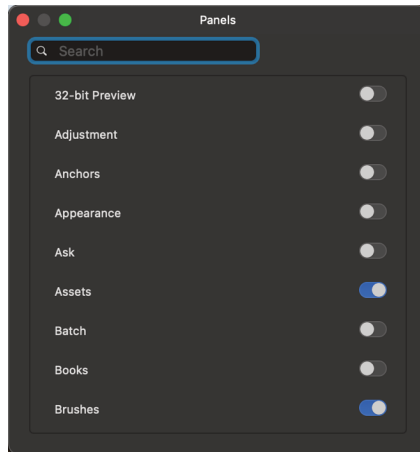 Panels
Search
32-bit Preview
Adjustment
Anchors
Appearance
Ask
Assets
Batch
Books
Brushes